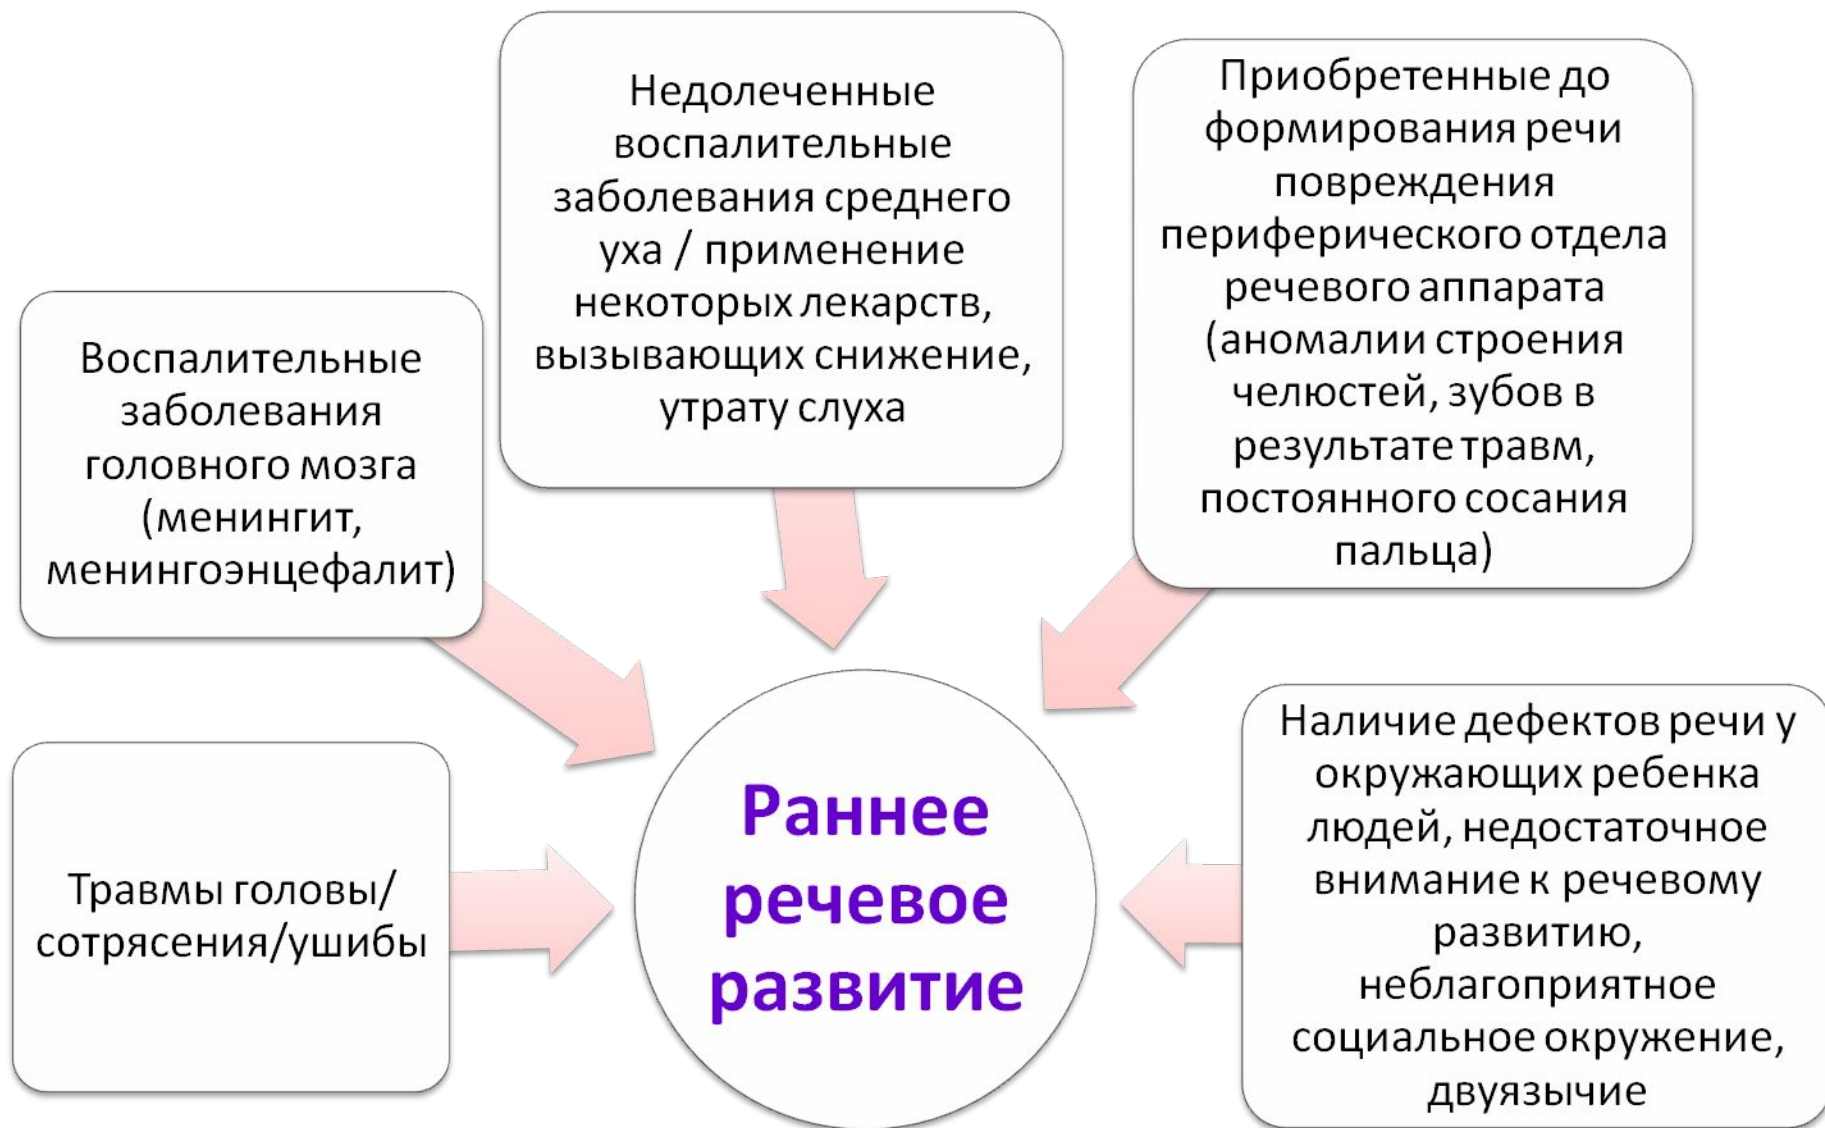 Недолеченные
воспалительные
заболевания среднего
уха / применение
некоторых лекарств,
вызывающих снижение,
утрату слуха
Приобретенные до
формирования речи
повреждения
периферического отдела
речевого аппарата
(аномалии строения
челюстей, зубов в
результате травм,
постоянного сосания
пальца)
Воспалительные
заболевания
головного мозга
(менингит,
менингоэнцефалит)
Травмы головы/
сотрясения/ушибы
Раннее
речевое
развитие
Наличие дефектов речи у
окружающих ребенка
людей, недостаточное
внимание к речевому
развитию,
неблагоприятное
социальное окружение,
двуязычие